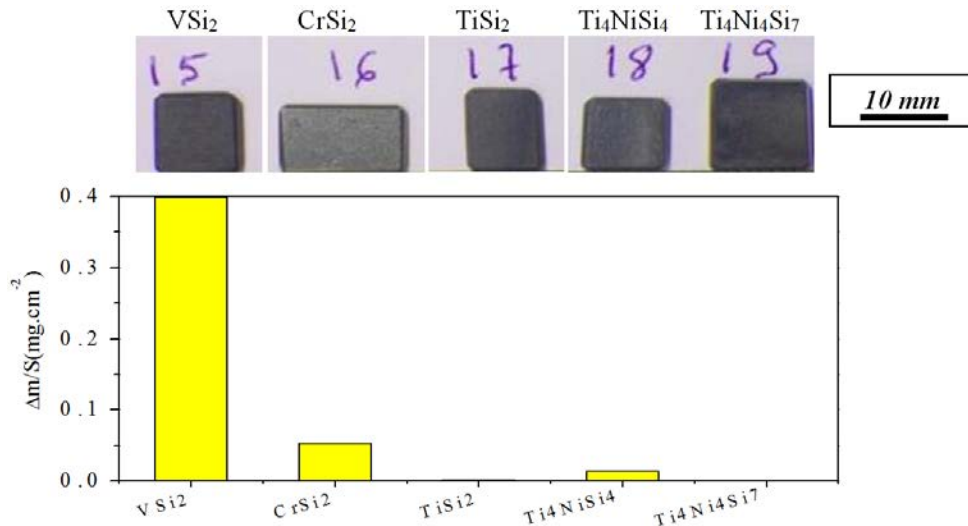 VSi₂ CrSi₂ TiSi₂ Ti₄NiSi₄ Ti₄Ni₄Si₇
15 16 17 18 19
10 mm
0.4
0.3
0.2
0.1
0.0
Δm/S(mg.cm⁻²)
VSi2 CrSi2 TiSi2 Ti4NiSi4 Ti4Ni4Si7